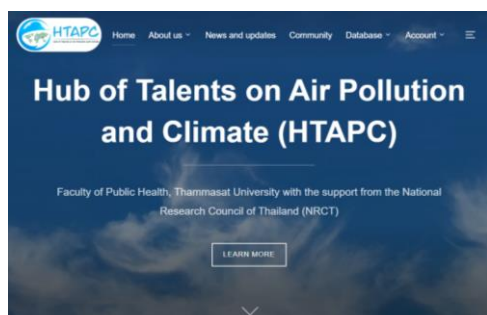 HTAPC
Home About us News and updates Community Database Account
Hub of Talents on Air Pollution
and Climate (HTAPC)
Faculty of Public Health, Thammasat University with the support from the National
Research Council of Thailand (NRCT)
LEARN MORE